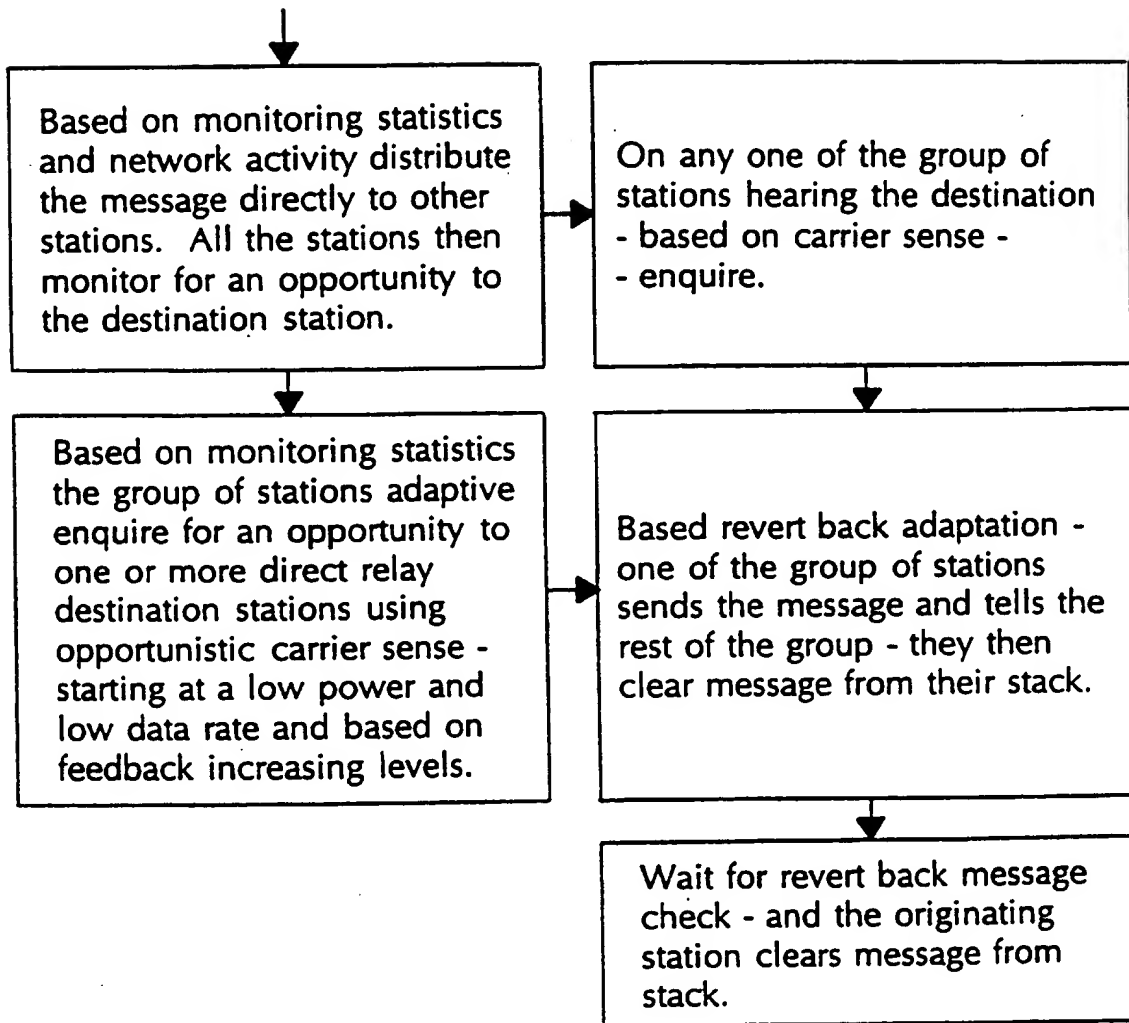 Based on monitoring statistics
and network activity distribute
the message directly to other
stations. All the stations then
monitor for an opportunity to
the destination station.
On any one of the group of
stations hearing the destination
- based on carrier sense -
- enquire.
Based on monitoring statistics
the group of stations adaptive
enquire for an opportunity to
one or more direct relay
destination stations using
opportunistic carrier sense -
starting at a low power and
low data rate and based on
feedback increasing levels.
Based revert back adaptation -
one of the group of stations
sends the message and tells the
rest of the group - they then
clear message from their stack.
Wait for revert back message
check - and the originating
station clears message from
stack.